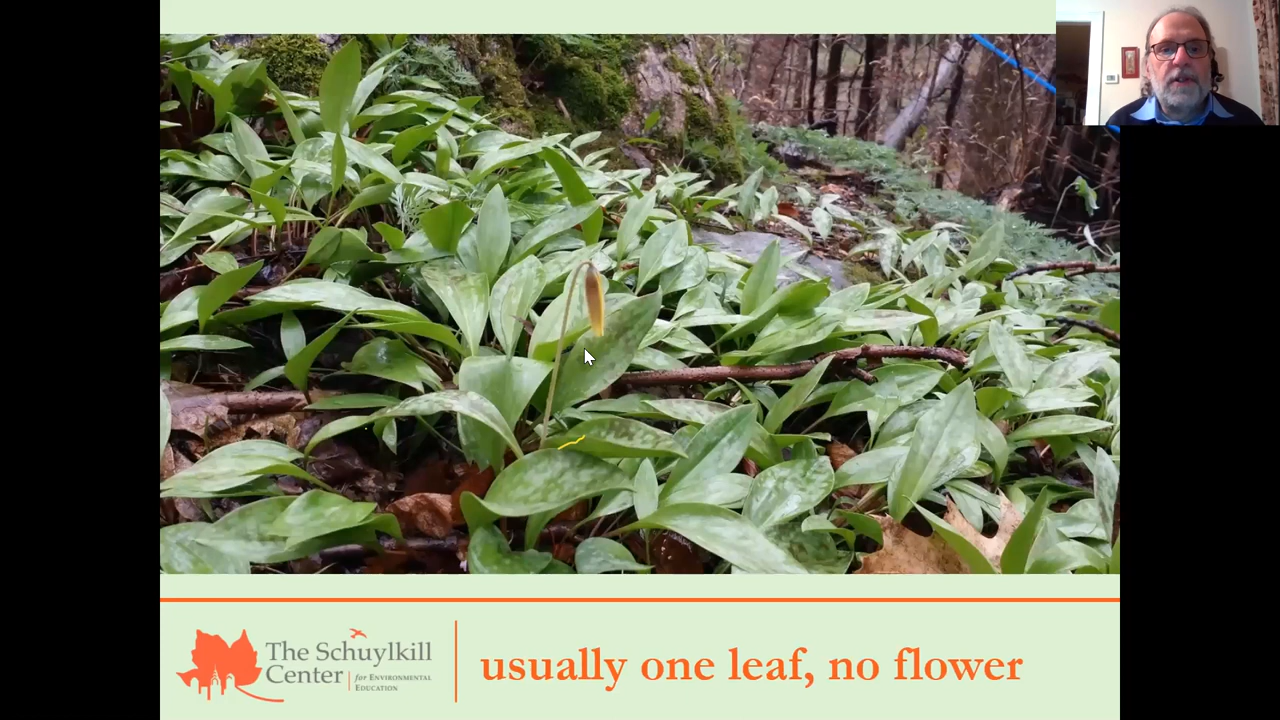 The Schuylkill
Center
for Environmental
Education
usually one leaf, no flower